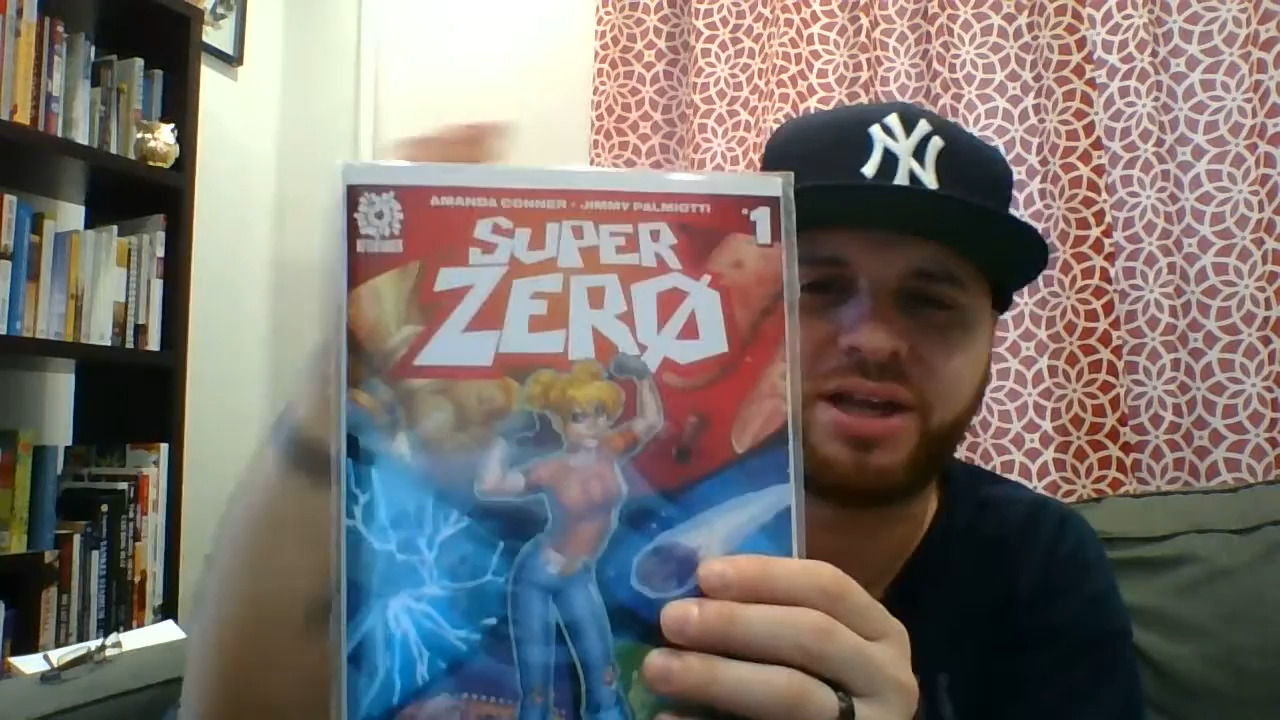 AMANDA CONNER • JIMMY PALMIOTTI
#1
SUPER
ZERØ
NY